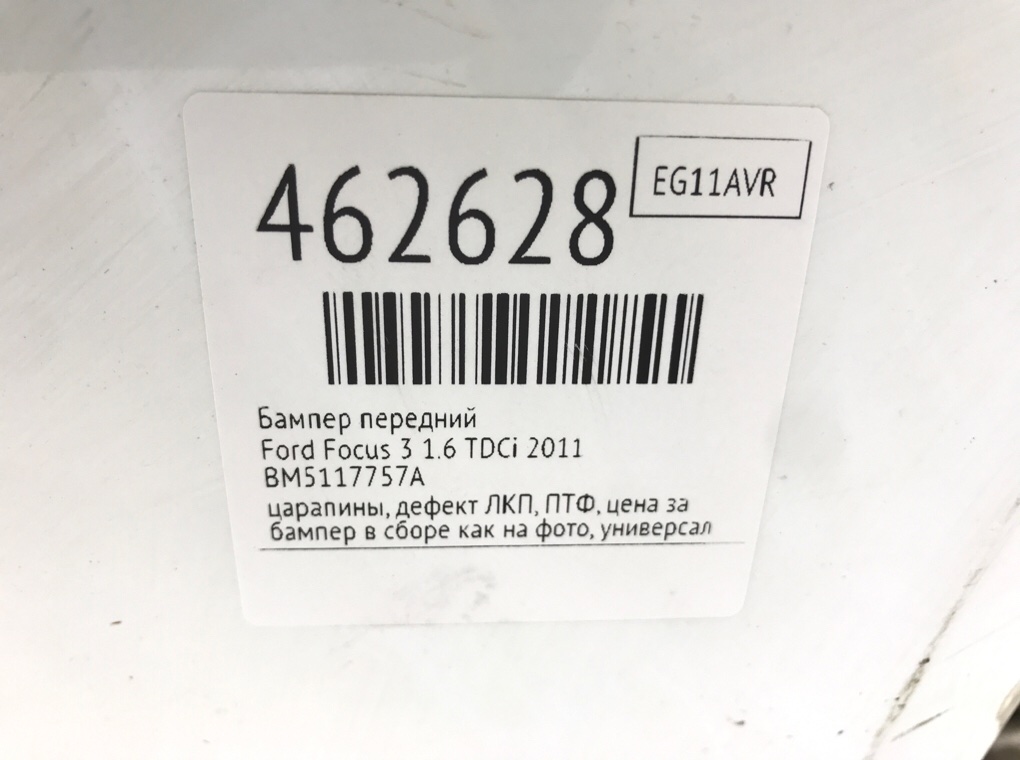 462628
EG11AVR
Бампер передний
Ford Focus 3 1.6 TDCi 2011
BM5117757A
царапины, дефект ЛКП, ПТФ, цена за
бампер в сборе как на фото, универсал